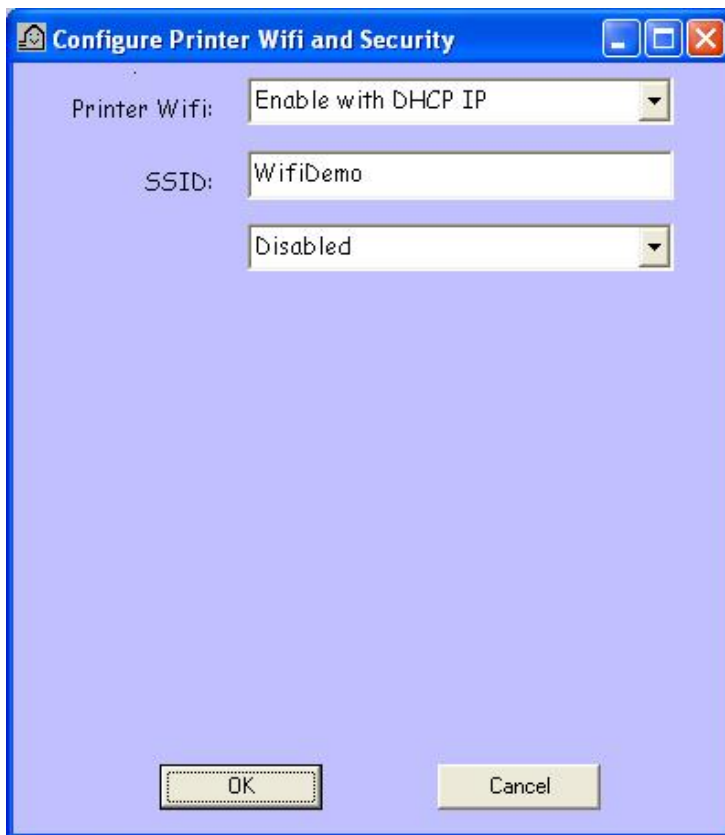 Configure Printer Wifi and Security
Printer Wifi: Enable with DHCP IP
SSID: WifiDemo
Disabled
OK Cancel